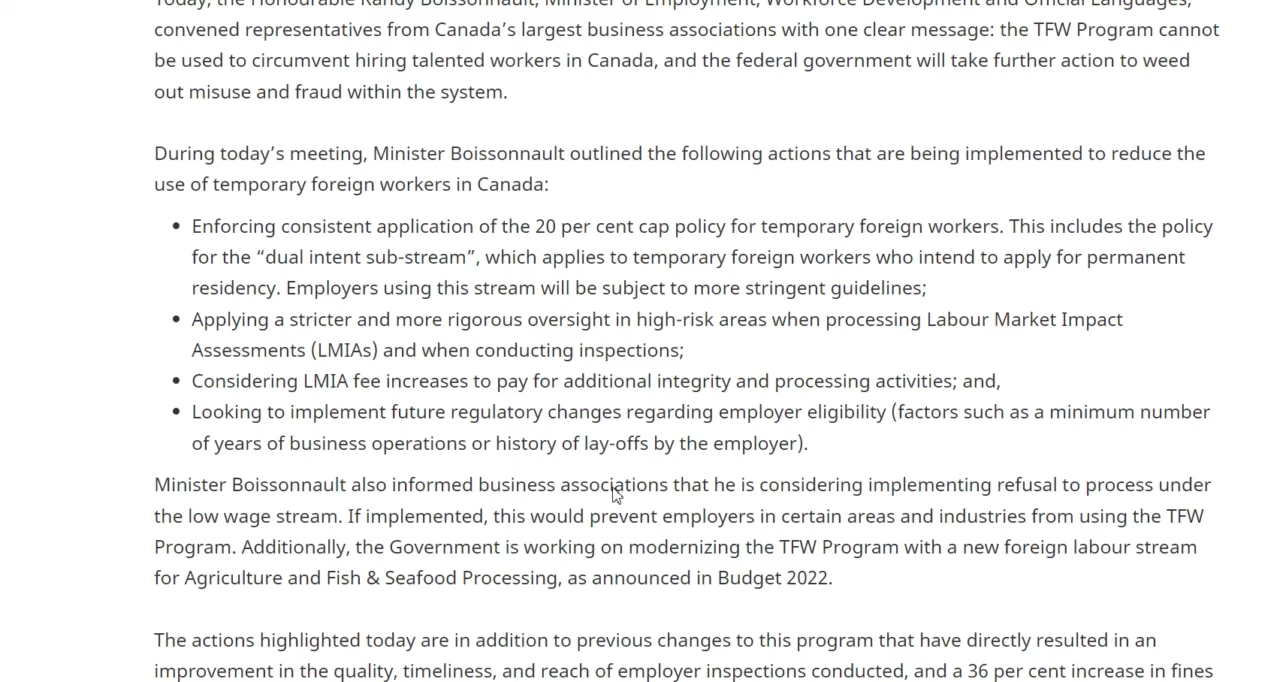 Today, the Honourable Randy Boissonnault, Minister of Employment, Workforce Development and Official Languages,
convened representatives from Canada’s largest business associations with one clear message: the TFW Program cannot
be used to circumvent hiring talented workers in Canada, and the federal government will take further action to weed
out misuse and fraud within the system.
During today’s meeting, Minister Boissonnault outlined the following actions that are being implemented to reduce the
use of temporary foreign workers in Canada:
• Enforcing consistent application of the 20 per cent cap policy for temporary foreign workers. This includes the policy
for the “dual intent sub-stream”, which applies to temporary foreign workers who intend to apply for permanent
residency. Employers using this stream will be subject to more stringent guidelines;
• Applying a stricter and more rigorous oversight in high-risk areas when processing Labour Market Impact
Assessments (LMIAs) and when conducting inspections;
• Considering LMIA fee increases to pay for additional integrity and processing activities; and,
• Looking to implement future regulatory changes regarding employer eligibility (factors such as a minimum number
of years of business operations or history of lay-offs by the employer).
Minister Boissonnault also informed business associations that he is considering implementing refusal to process under
the low wage stream. If implemented, this would prevent employers in certain areas and industries from using the TFW
Program. Additionally, the Government is working on modernizing the TFW Program with a new foreign labour stream
for Agriculture and Fish & Seafood Processing, as announced in Budget 2022.
The actions highlighted today are in addition to previous changes to this program that have directly resulted in an
improvement in the quality, timeliness, and reach of employer inspections conducted, and a 36 per cent increase in fines